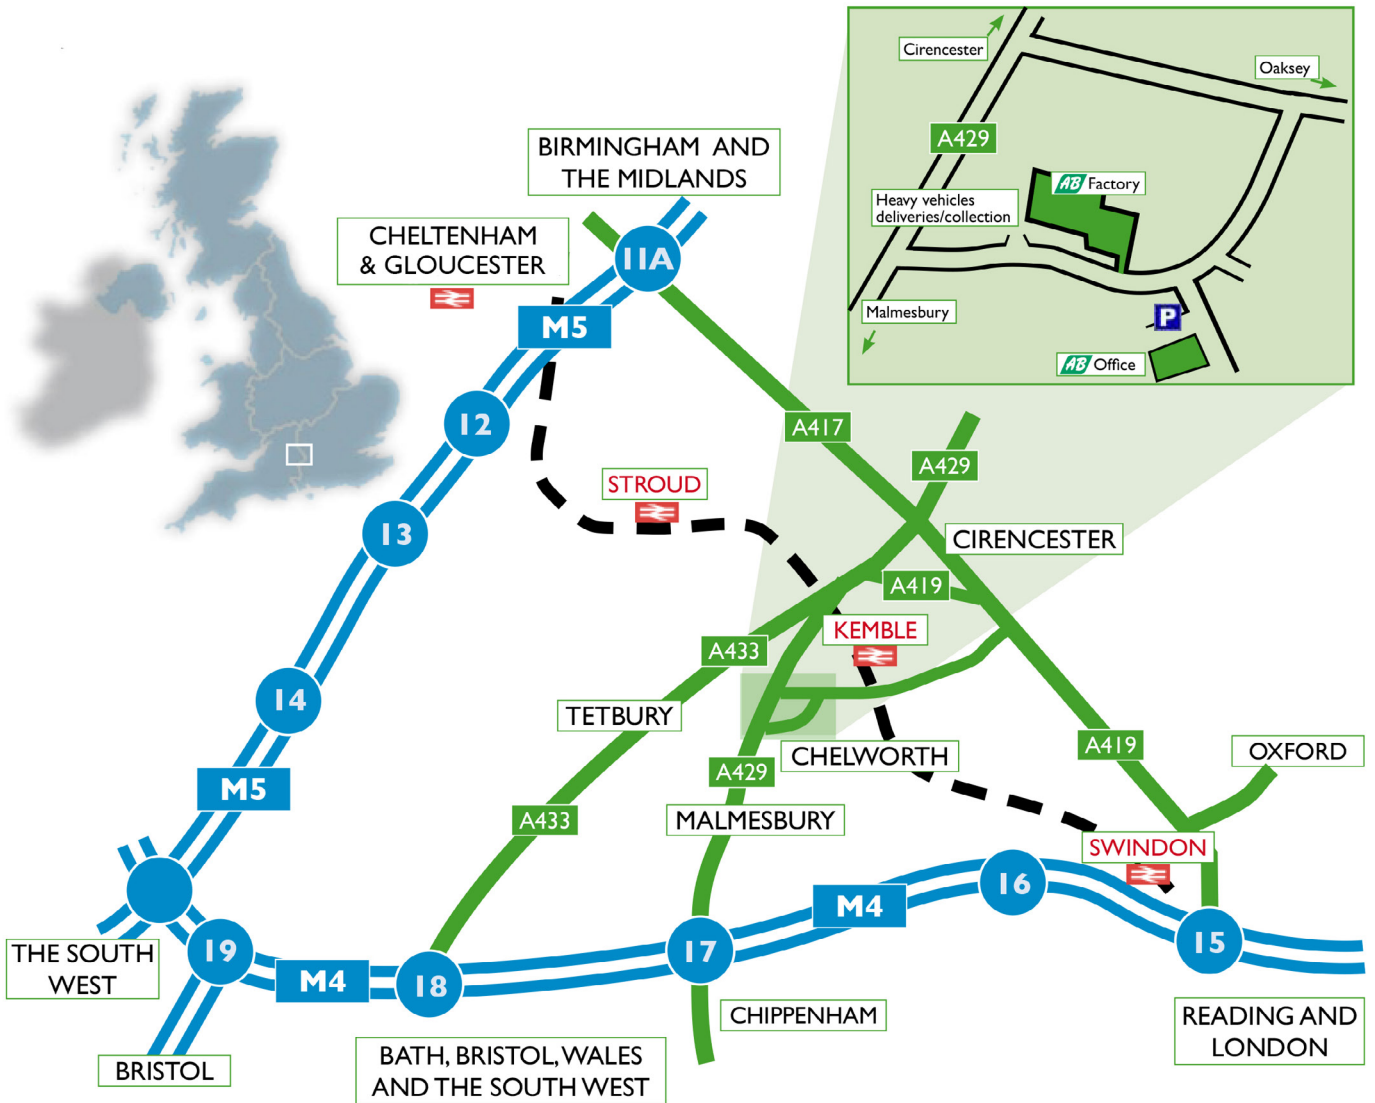 Cirencester
Oaksey
A429
AB Factory
Heavy vehicles
deliveries/collection
Malmesbury
P
AB Office
BIRMINGHAM AND
THE MIDLANDS
CHELTENHAM
& GLOUCESTER
11A
M5
12
A417
A429
STROUD
13
CIRENCESTER
A419
KEMBLE
A433
14
TETBURY
A419
OXFORD
CHELWORTH
A429
M5
A433
MALMESBURY
SWINDON
16
M4
15
17
19
18
M4
THE SOUTH
WEST
CHIPPENHAM
READING AND
LONDON
BATH, BRISTOL, WALES
AND THE SOUTH WEST
BRISTOL